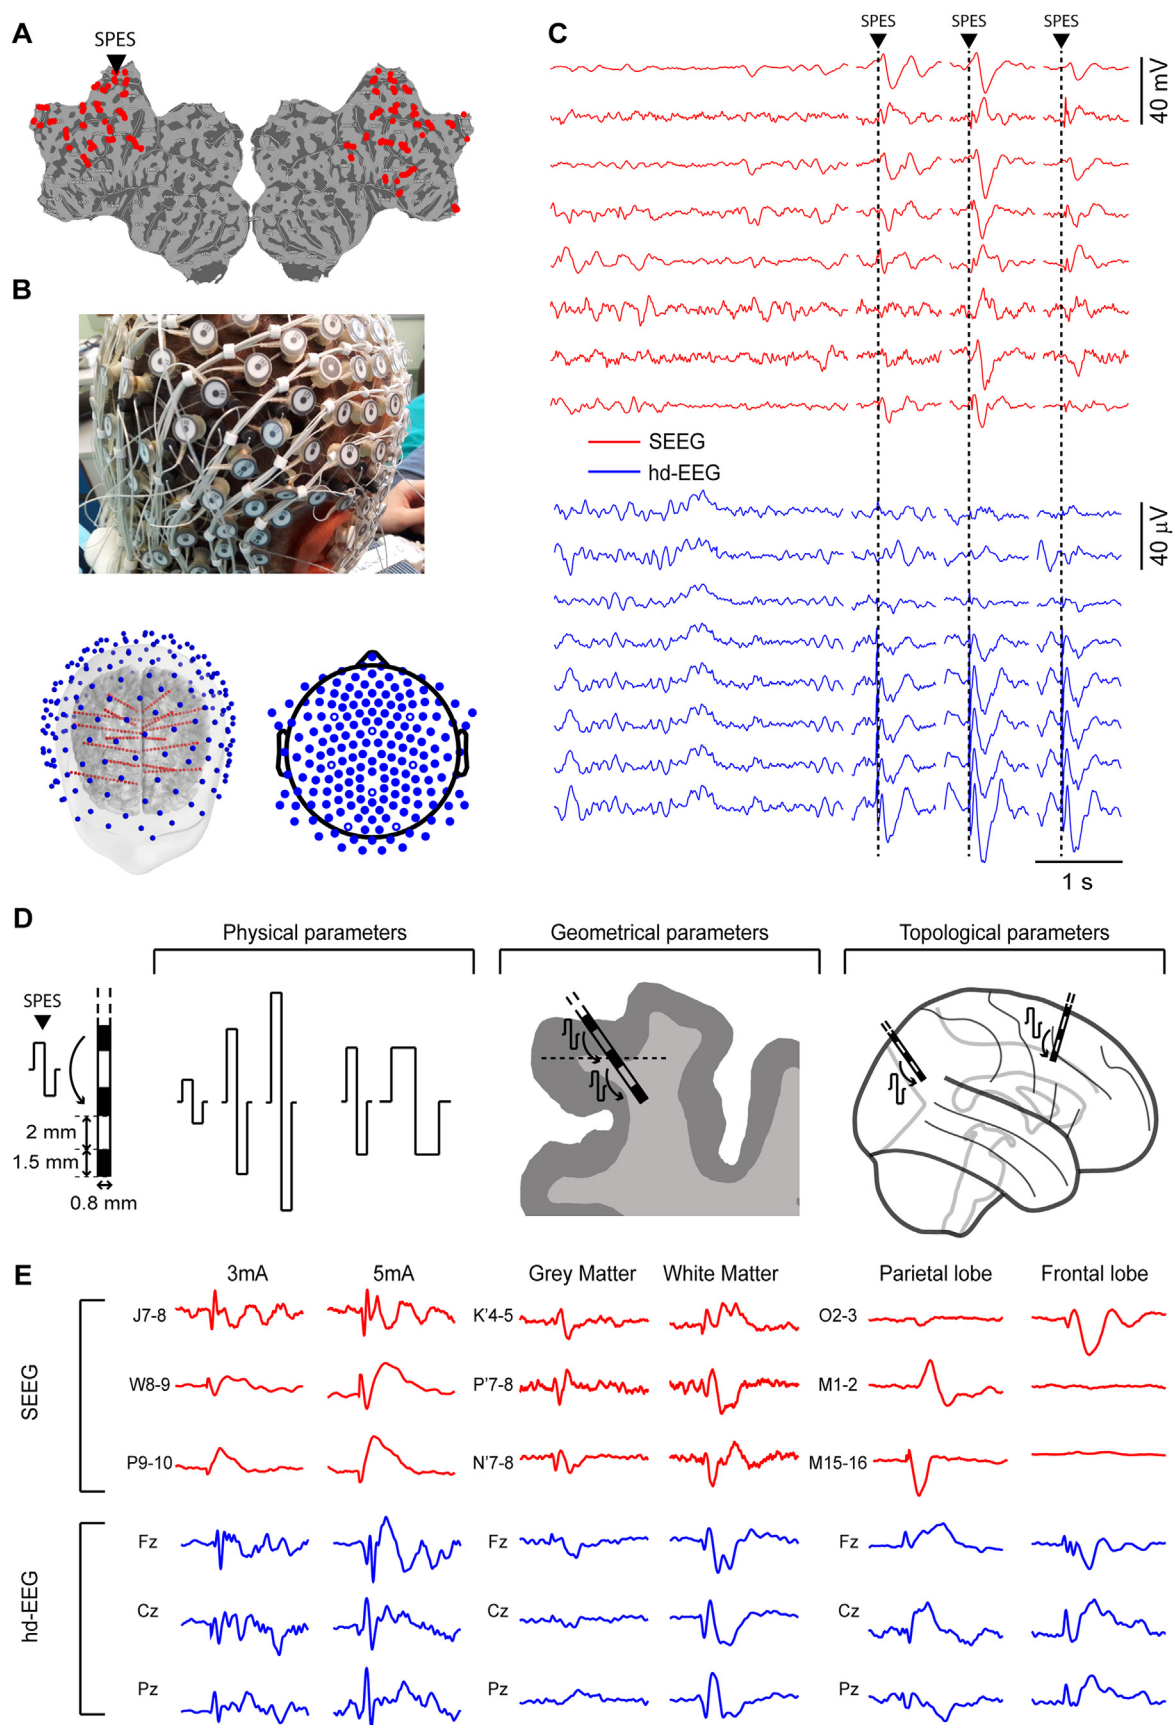 A
SPES
B
C
SPES
SPES
SPES
40 mV
SEEG
hd-EEG
40 μV
1 s
D
Physical parameters
Geometrical parameters
Topological parameters
SPES
2 mm
1.5 mm
0.8 mm
E
3mA
5mA
Grey Matter
White Matter
Parietal lobe
Frontal lobe
SEEG
J7-8
K'4-5
O2-3
W8-9
P'7-8
M1-2
P9-10
N'7-8
M15-16
hd-EEG
Fz
Fz
Fz
Cz
Cz
Cz
Pz
Pz
Pz